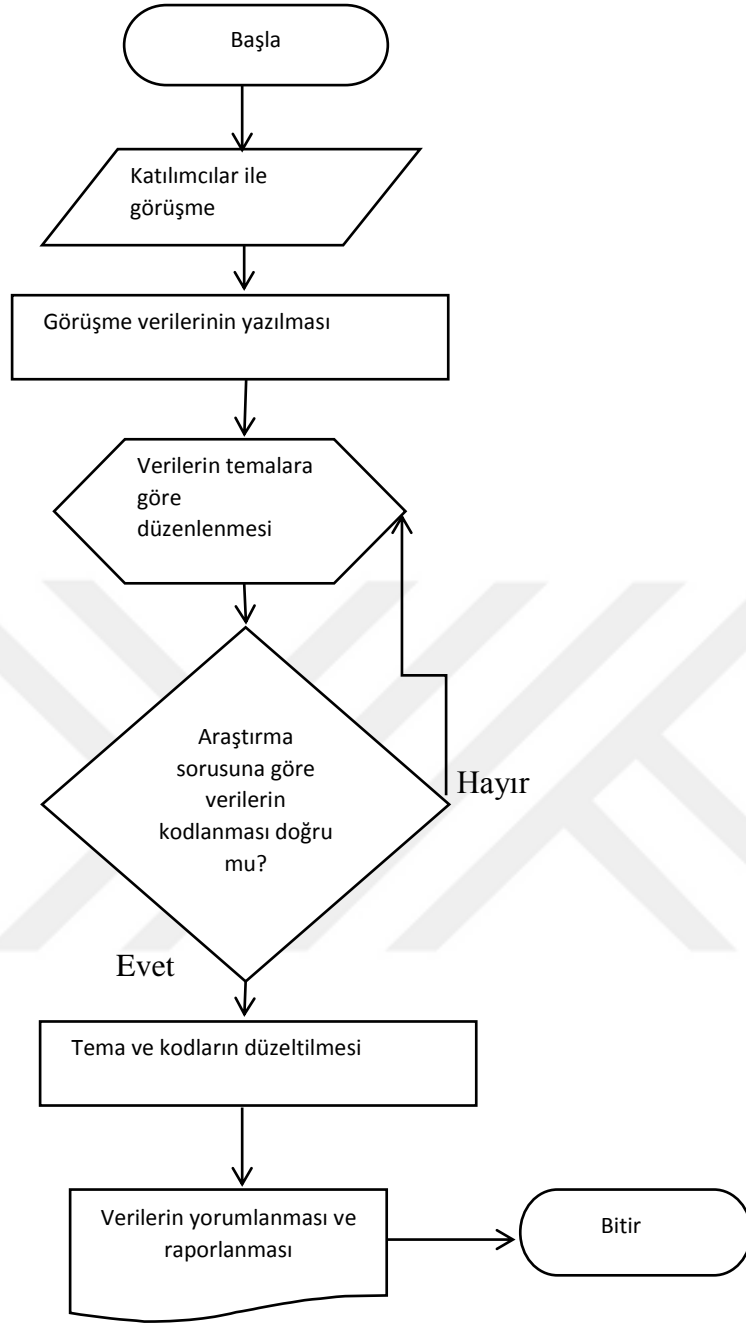 Başla
Katılımcılar ile
görüşme
Görüşme verilerinin yazılması
Verilerin temalara
göre
düzenlenmesi
Araştırma
sorusuna göre
verilerin
kodlanması doğru
mu?
Hayır
Evet
Tema ve kodların düzeltilmesi
Verilerin yorumlanması ve
raporlanması
Bitir